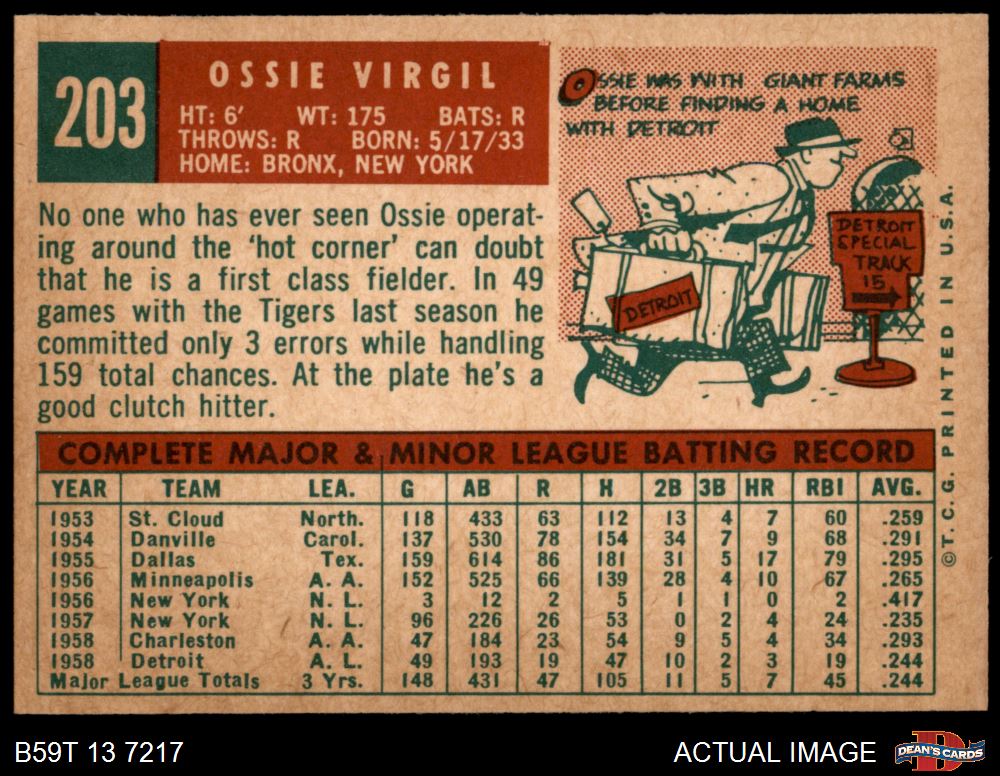 203
OSSIE VIRGIL
HT: 6' WT: 175 BATS: R
THROWS: R BORN: 5/17/33
HOME: BRONX, NEW YORK
OSSIE WAS WITH GIANT FARMS
BEFORE FINDING A HOME
WITH DETROIT
DETROIT
SPECIAL
TRACK
15
DETROIT
No one who has ever seen Ossie operat-
ing around the 'hot corner' can doubt
that he is a first class fielder. In 49
games with the Tigers last season he
committed only 3 errors while handling
159 total chances. At the plate he's a
good clutch hitter.
COMPLETE MAJOR & MINOR LEAGUE BATTING RECORD
YEAR TEAM LEA. G AB R H 2B 3B HR RBI AVG.
1953 St. Cloud North. 118 433 63 112 13 4 7 60 .259
1954 Danville Carol. 137 530 78 154 34 7 9 68 .291
1955 Dallas Tex. 159 614 86 181 31 5 17 79 .295
1956 Minneapolis A. A. 152 525 66 139 28 4 10 67 .265
1956 New York N. L. 3 12 2 5 1 1 0 2 .417
1957 New York N. L. 96 226 26 53 0 2 4 24 .235
1958 Charleston A. A. 47 184 23 54 9 5 4 34 .293
1958 Detroit A. L. 49 193 19 47 10 2 3 19 .244
Major League Totals 3 Yrs. 148 431 47 105 11 5 7 45 .244
© T. C. G. PRINTED IN U. S. A.
B59T 13 7217
ACTUAL IMAGE
DEAN'S CARDS